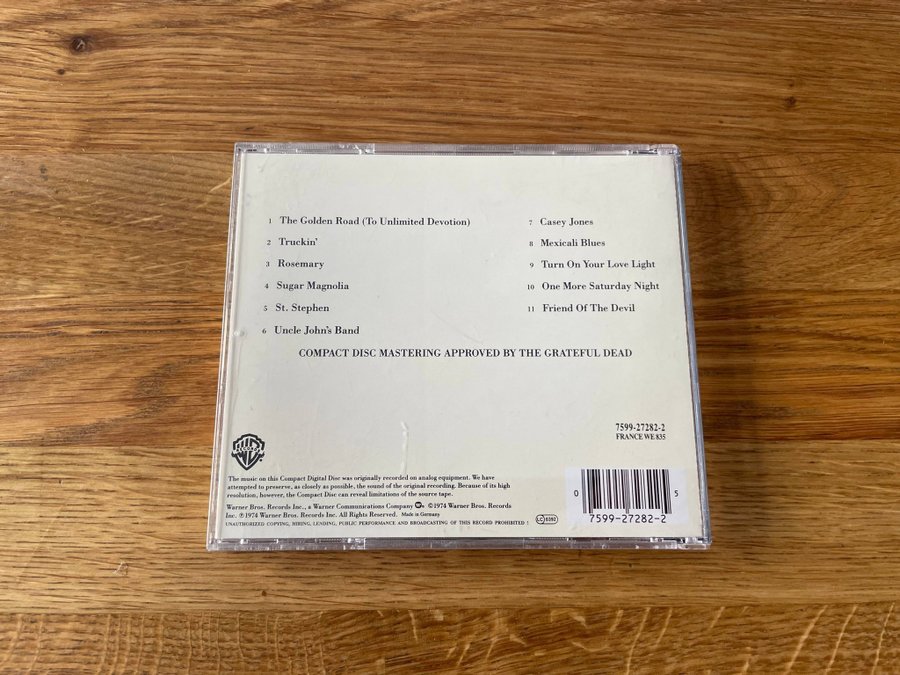 1 The Golden Road (To Unlimited Devotion)
2 Truckin'
3 Rosemary
4 Sugar Magnolia
5 St. Stephen
6 Uncle John's Band
7 Casey Jones
8 Mexicali Blues
9 Turn On Your Love Light
10 One More Saturday Night
11 Friend Of The Devil
COMPACT DISC MASTERING APPROVED BY THE GRATEFUL DEAD
7599-27282-2
FRANCE WE 835
RECORDS
The music on this Compact Digital Disc was originally recorded on analog equipment. We have
attempted to preserve, as closely as possible, the sound of the original recording. Because of its high
resolution, however, the Compact Disc can reveal limitations of the source tape.
Warner Bros. Records Inc., a Warner Communications Company ©1974 Warner Bros. Records
Inc. ℗1974 Warner Bros. Records Inc. All Rights Reserved. Made in Germany
UNAUTHORIZED COPYING, HIRING, LENDING, PUBLIC PERFORMANCE AND BROADCASTING OF THIS RECORD PROHIBITED !
LC 0392
0 5
7599-27282-2